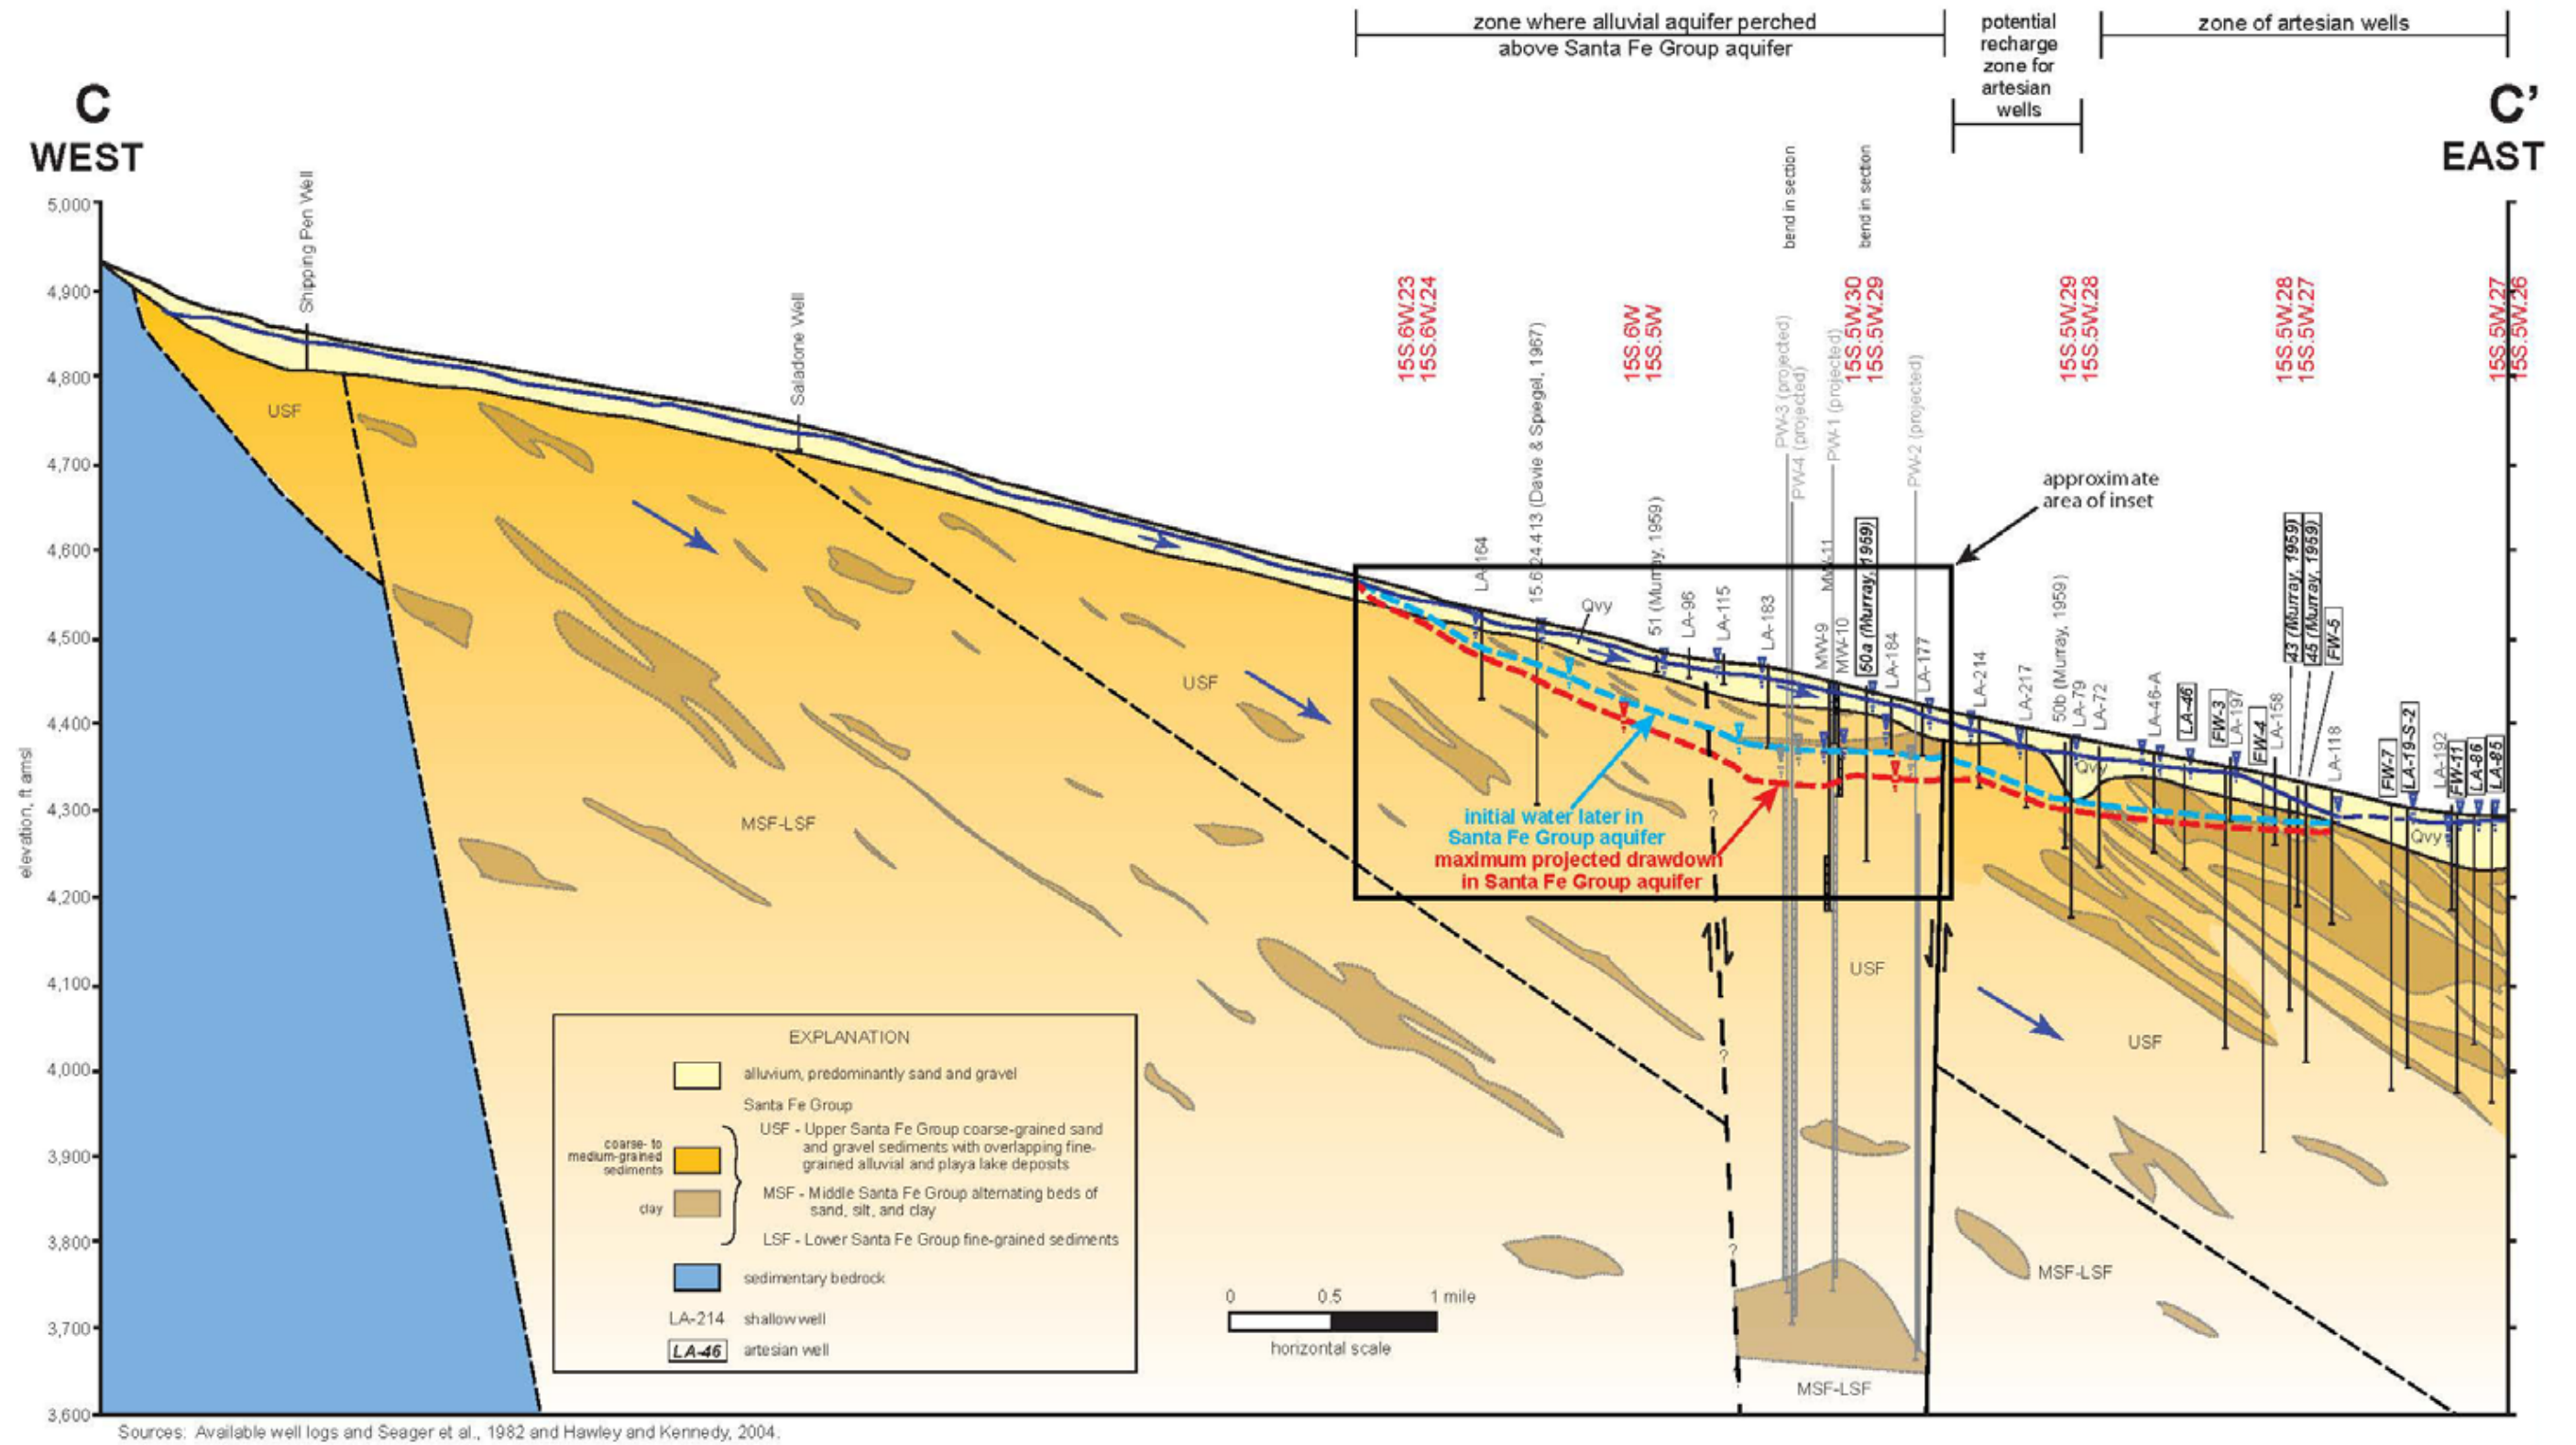 zone where alluvial aquifer perched
above Santa Fe Group aquifer
potential
recharge
zone for
artesian
wells
zone of artesian wells
C
WEST
C’
EAST
elevation, ft amsl
5,000
4,900
4,800
4,700
4,600
4,500
4,400
4,300
4,200
4,100
4,000
3,900
3,800
3,700
3,600
Shipping Pen Well
Saladone Well
bend in section
bend in section
15S.6W.23
15S.6W.24
15S.6W
15S.5W
15S.5W.30
15S.5W.29
15S.5W.29
15S.5W.28
15S.5W.28
15S.5W.27
15S.5W.27
15S.5W.26
LA-164
15.6.24.413 (Davie & Spiegel, 1967)
Qvy
51 (Murray, 1959)
LA-96
LA-115
LA-183
PW-3 (projected)
PW-4 (projected)
PW-1 (projected)
MW-11
MW-9
MW-10
50a (Murray, 1959)
LA-184
PW-2 (projected)
LA-177
LA-214
LA-217
50b (Murray, 1959)
LA-79
LA-72
LA-46-A
LA-46
FW-3
LA-197
FW-4
LA-158
43 (Murray, 1959)
45 (Murray, 1959)
FW-5
LA-118
FW-7
LA-19-S-2
LA-192
FW-11
LA-86
LA-85
approximate
area of inset
Qvy
Qvy
USF
USF
MSF-LSF
initial water later in
Santa Fe Group aquifer
maximum projected drawdown
in Santa Fe Group aquifer
?
?
?
USF
USF
MSF-LSF
MSF-LSF
EXPLANATION
alluvium, predominantly sand and gravel
Santa Fe Group
coarse- to
medium-grained
sediments
USF - Upper Santa Fe Group coarse-grained sand
and gravel sediments with overlapping fine-
grained alluvial and playa lake deposits
clay
MSF - Middle Santa Fe Group alternating beds of
sand, silt, and clay
LSF - Lower Santa Fe Group fine-grained sediments
sedimentary bedrock
LA-214 shallow well
LA-46 artesian well
0 0.5 1 mile
horizontal scale
Sources: Available well logs and Seager et al., 1982 and Hawley and Kennedy, 2004.